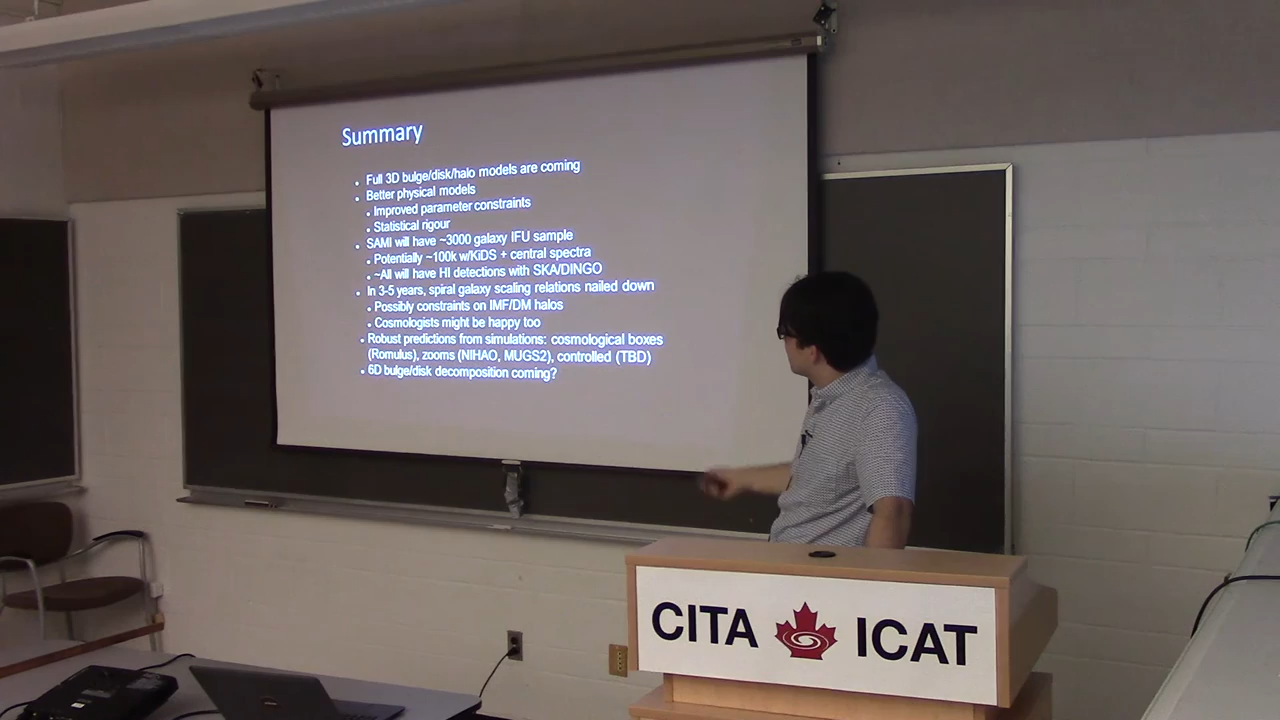 Summary
Full 3D bulge/disk/halo models are coming
Better physical models
Improved parameter constraints
Statistical rigour
SAMI will have ~3000 galaxy IFU sample
Potentially ~100k w/KiDS + central spectra
~All will have HI detections with SKA/DINGO
In 3-5 years, spiral galaxy scaling relations nailed down
Possibly constraints on IMF/DM halos
Cosmologists might be happy too
Robust predictions from simulations: cosmological boxes
(Romulus), zooms (NIHAO, MUGS2), controlled (TBD)
6D bulge/disk decomposition coming?
CITA ICAT